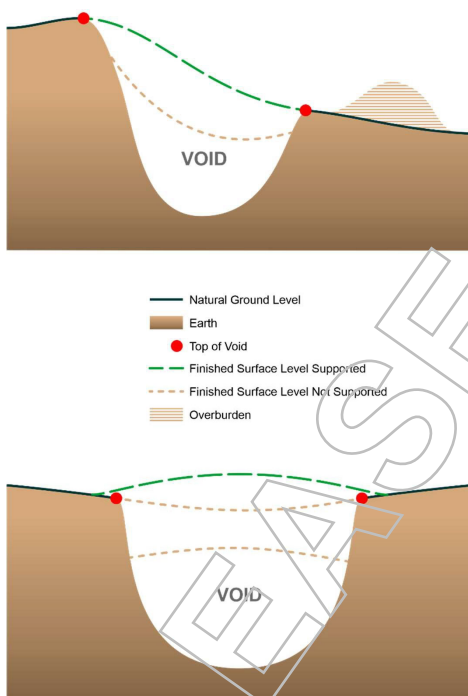 VOID
Natural Ground Level
Earth
Top of Void
Finished Surface Level Supported
Finished Surface Level Not Supported
Overburden
VOID
EASE